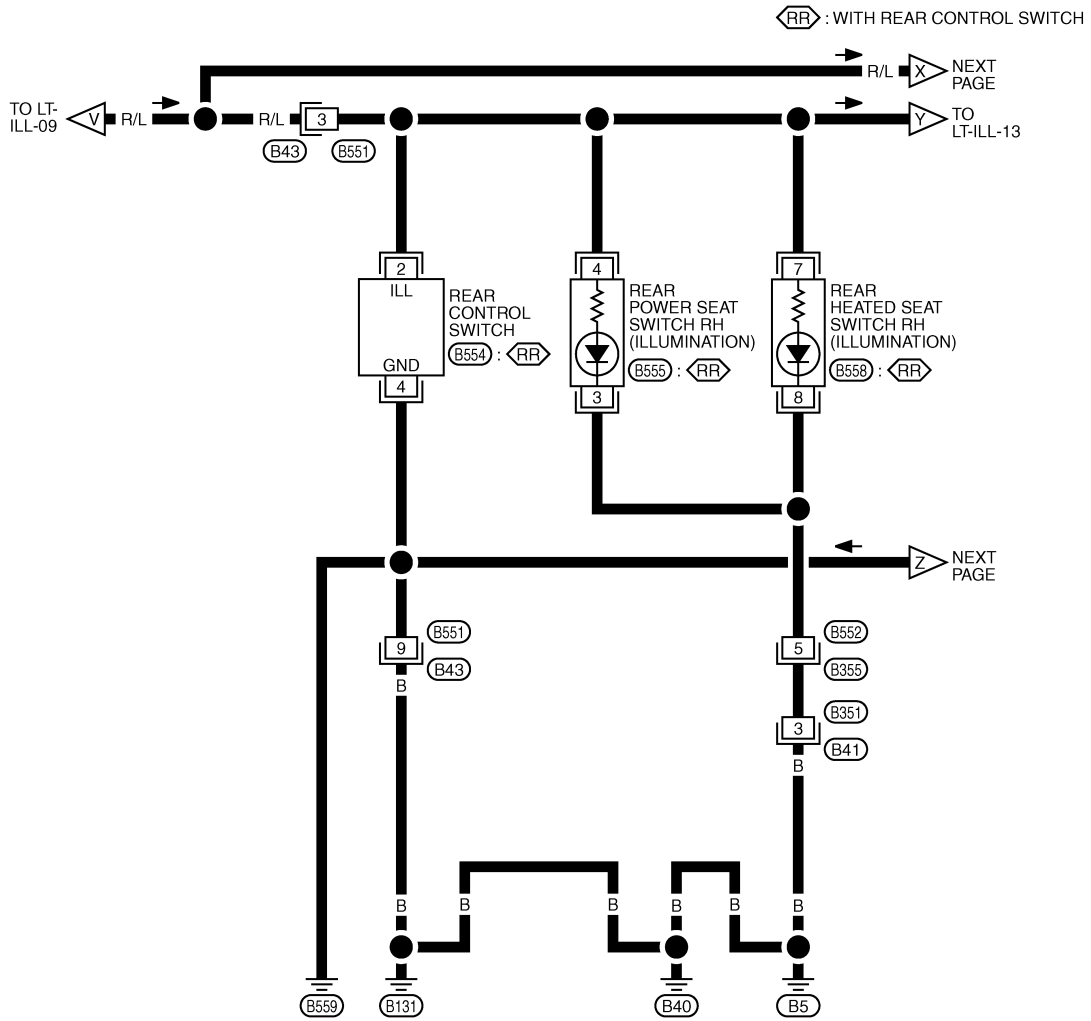 RR : WITH REAR CONTROL SWITCH
R/L X NEXT
PAGE
TO LT-
ILL-09
V R/L R/L 3 Y TO
LT-ILL-13
B43 B551
2 4 7
ILL
REAR
CONTROL
SWITCH
B554 : RR
REAR
POWER SEAT
SWITCH RH
(ILLUMINATION)
B555 : RR
REAR
HEATED SEAT
SWITCH RH
(ILLUMINATION)
B558 : RR
GND
4 3 8
Z NEXT
PAGE
B551
9
B43
B
B552
5
B355
B351
3
B41
B
B B B B B B
B559 B131 B40 B5